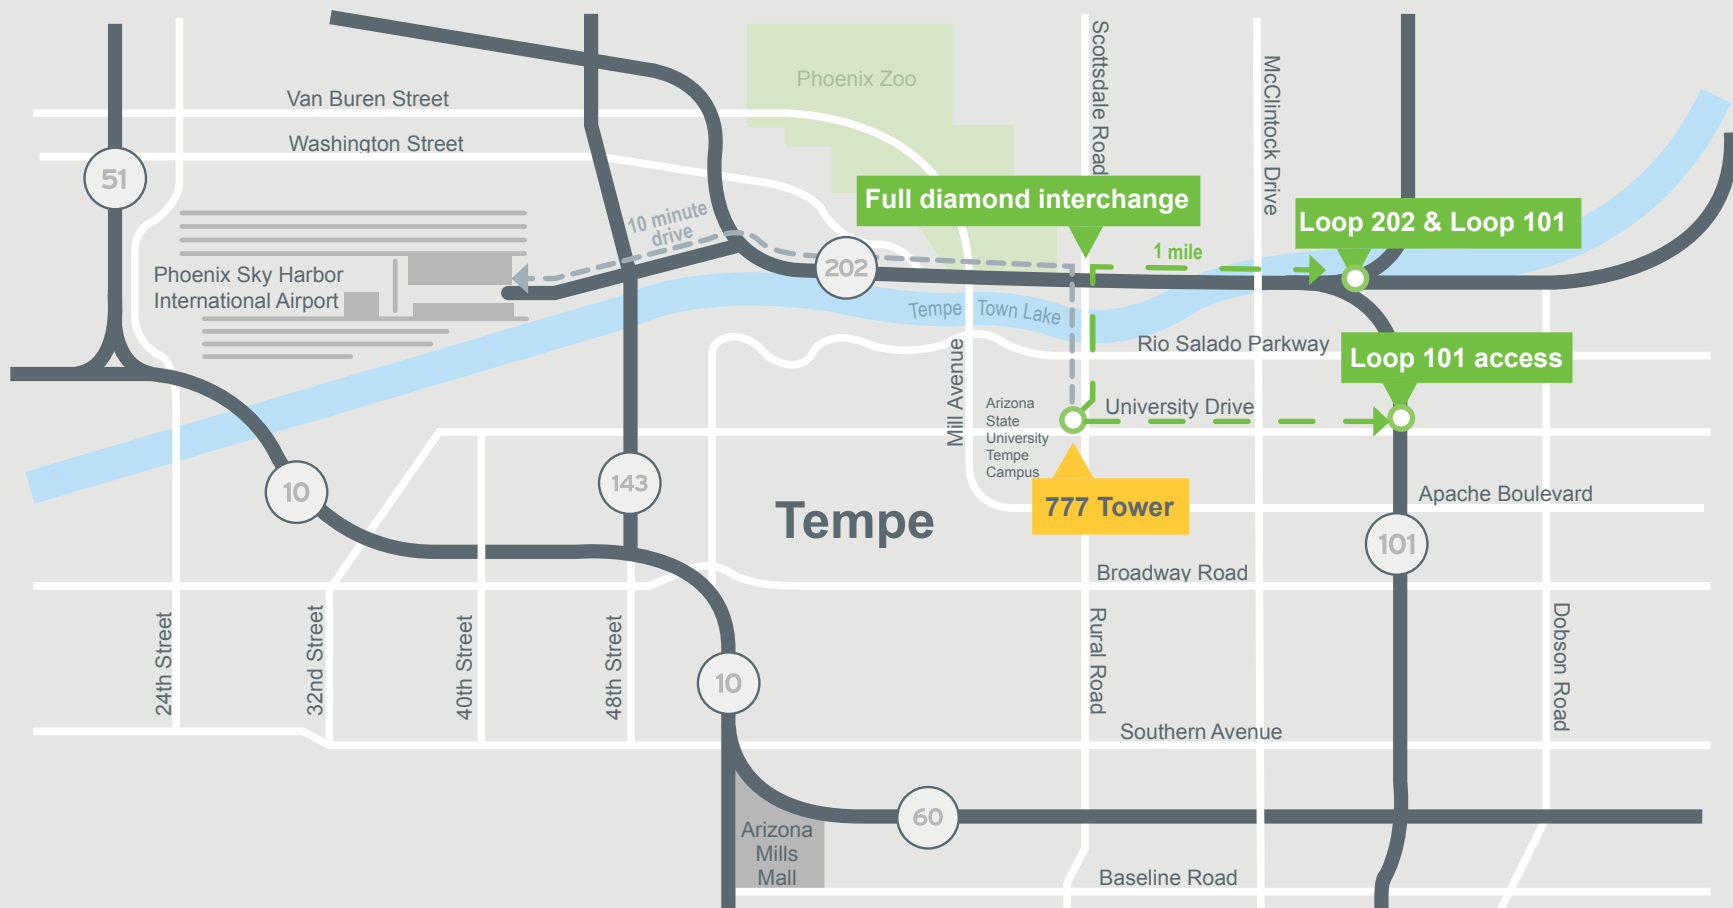 Scottsdale Road
McClintock Drive
Phoenix Zoo
Van Buren Street
Washington Street
51
Full diamond interchange
Loop 202 & Loop 101
10 minute
drive
1 mile
202
Phoenix Sky Harbor
International Airport
Tempe Town Lake
Rio Salado Parkway
Loop 101 access
Mill Avenue
Arizona
State
University
Tempe
Campus
University Drive
10
143
777 Tower
Apache Boulevard
Tempe
101
Broadway Road
24th Street
32nd Street
40th Street
48th Street
Rural Road
Dobson Road
10
Southern Avenue
60
Arizona
Mills
Mall
Baseline Road